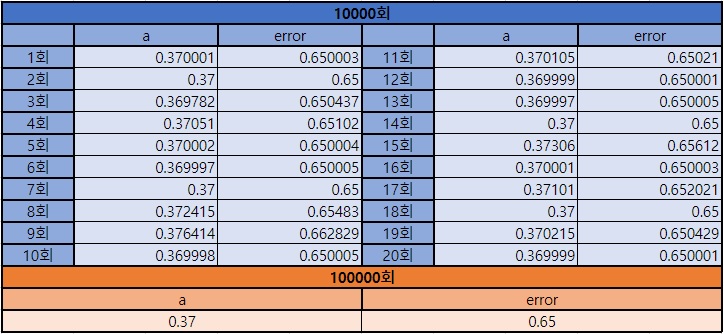 10000회
a error a error
1회 0.370001 0.650003 11회 0.370105 0.65021
2회 0.37 0.65 12회 0.369999 0.650001
3회 0.369782 0.650437 13회 0.369997 0.650005
4회 0.37051 0.65102 14회 0.37 0.65
5회 0.370002 0.650004 15회 0.37306 0.65612
6회 0.369997 0.650005 16회 0.370001 0.650003
7회 0.37 0.65 17회 0.37101 0.652021
8회 0.372415 0.65483 18회 0.37 0.65
9회 0.376414 0.662829 19회 0.370215 0.650429
10회 0.369998 0.650005 20회 0.369999 0.650001
100000회
a error
0.37 0.65